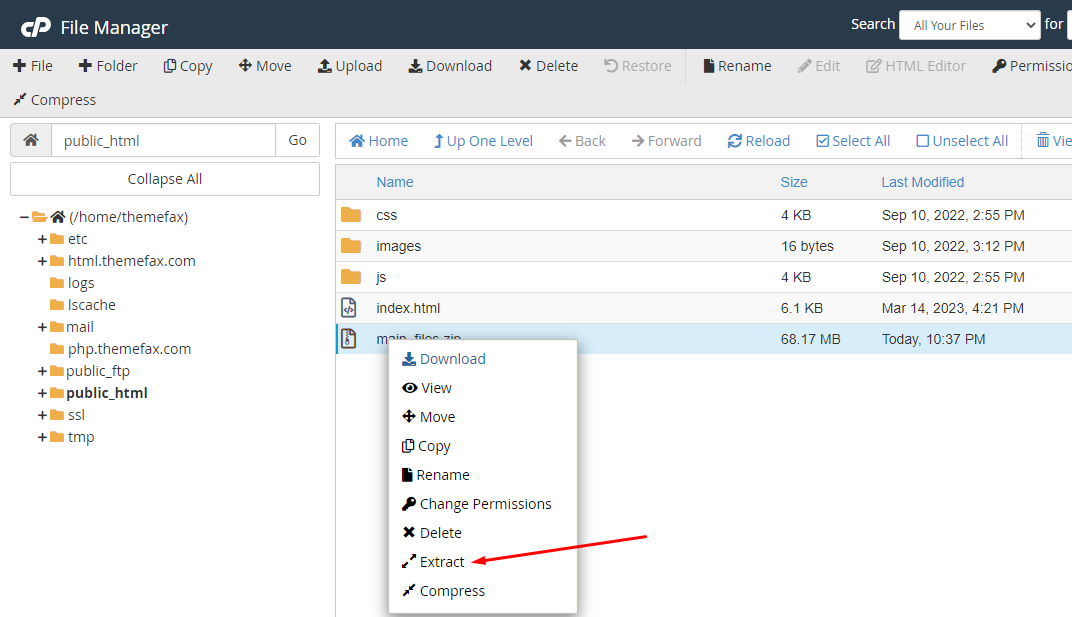 cP File Manager Search All Your Files for
File Folder Copy Move Upload Download Delete Restore Rename Edit HTML Editor
Compress
public_html Go Home Up One Level Back Forward Reload Select All Unselect All
Collapse All
Name Size Last Modified
(/home/themefax)
etc
html.themefax.com
logs
lscache
mail
php.themefax.com
public_ftp
public_html
ssl
tmp
css 4 KB Sep 10, 2022, 2:55 PM
images 16 bytes Sep 10, 2022, 3:12 PM
js 4 KB Sep 10, 2022, 2:55 PM
index.html 6.1 KB Mar 14, 2023, 4:21 PM
main_files.zip 68.17 MB Today, 10:37 PM
Download
View
Move
Copy
Rename
Change Permissions
Delete
Extract
Compress